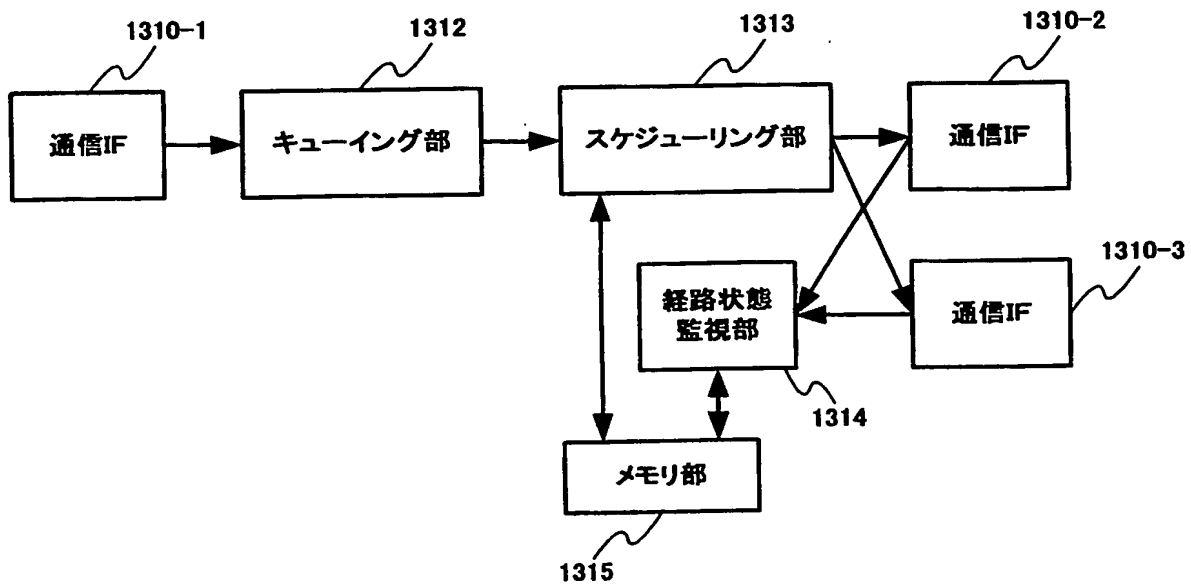 1310-1
1312
1313
1310-2
通信IF
キューイング部
スケジューリング部
通信IF
1310-3
経路状態
監視部
通信IF
1314
メモリ部
1315